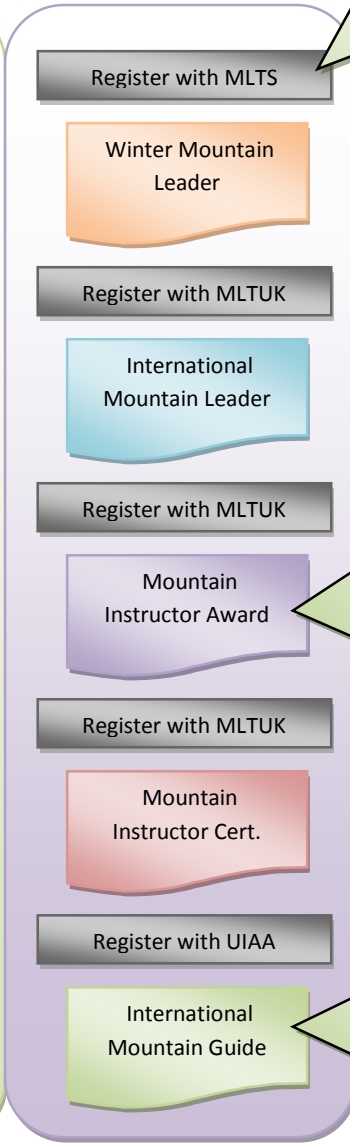 Register with MLTS
Winter Mountain
Leader
Register with MLTUK
International
Mountain Leader
Register with MLTUK
Mountain
Instructor Award
Register with MLTUK
Mountain
Instructor Cert.
Register with UIAA
International
Mountain Guide